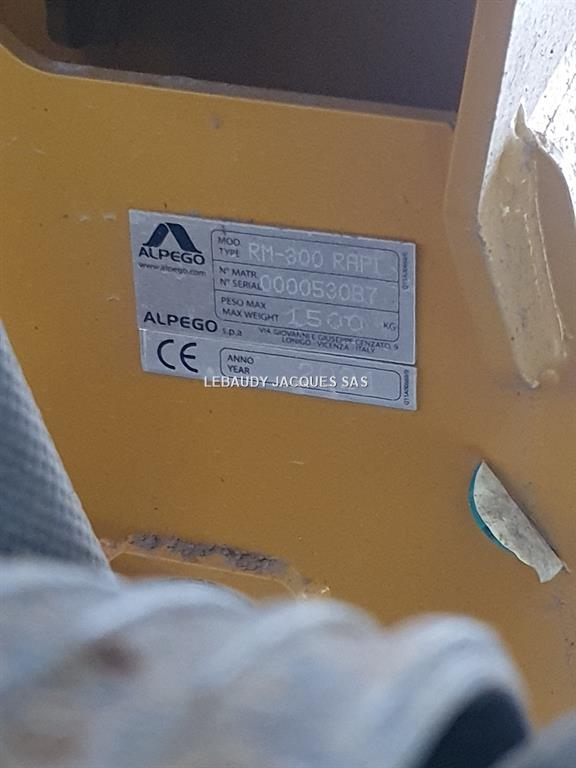 ALPEGO
www.alpego.com
MOD.
TYPE RM-300 RAPI
N° MATR.
N° SERIAL 0000530B7
PESO MAX
MAX WEIGHT 1500 KG
ALPEGO s.p.a.
VIA GIOVANNI E GIUSEPPE CENZATO, 9
LONIGO - VICENZA - ITALY
CE
ANNO
YEAR
LEBAUDY JACQUES SAS